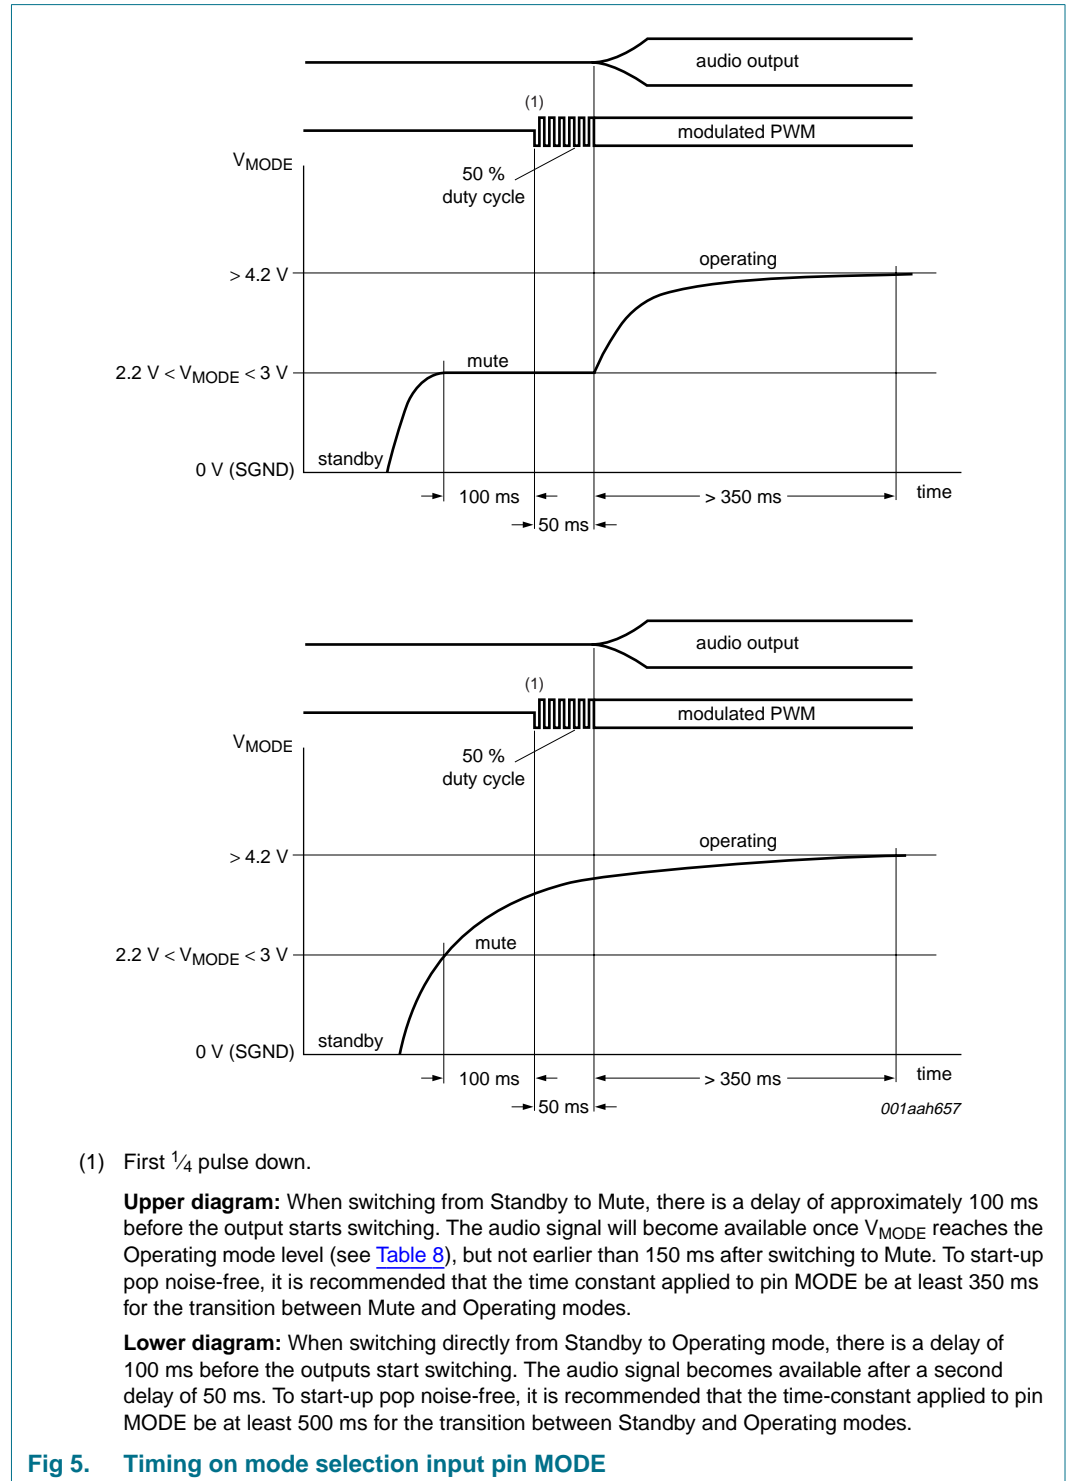 audio output
(1)
modulated PWM
VMODE
50 %
duty cycle
operating
> 4.2 V
mute
2.2 V < VMODE < 3 V
standby
0 V (SGND)
100 ms
> 350 ms
time
50 ms
audio output
(1)
modulated PWM
VMODE
50 %
duty cycle
operating
> 4.2 V
mute
2.2 V < VMODE < 3 V
standby
0 V (SGND)
100 ms
> 350 ms
time
50 ms
001aah657
(1) First 1⁄4 pulse down.
Upper diagram: When switching from Standby to Mute, there is a delay of approximately 100 ms
before the output starts switching. The audio signal will become available once VMODE reaches the
Operating mode level (see Table 8), but not earlier than 150 ms after switching to Mute. To start-up
pop noise-free, it is recommended that the time constant applied to pin MODE be at least 350 ms
for the transition between Mute and Operating modes.
Lower diagram: When switching directly from Standby to Operating mode, there is a delay of
100 ms before the outputs start switching. The audio signal becomes available after a second
delay of 50 ms. To start-up pop noise-free, it is recommended that the time-constant applied to pin
MODE be at least 500 ms for the transition between Standby and Operating modes.
Fig 5. Timing on mode selection input pin MODE